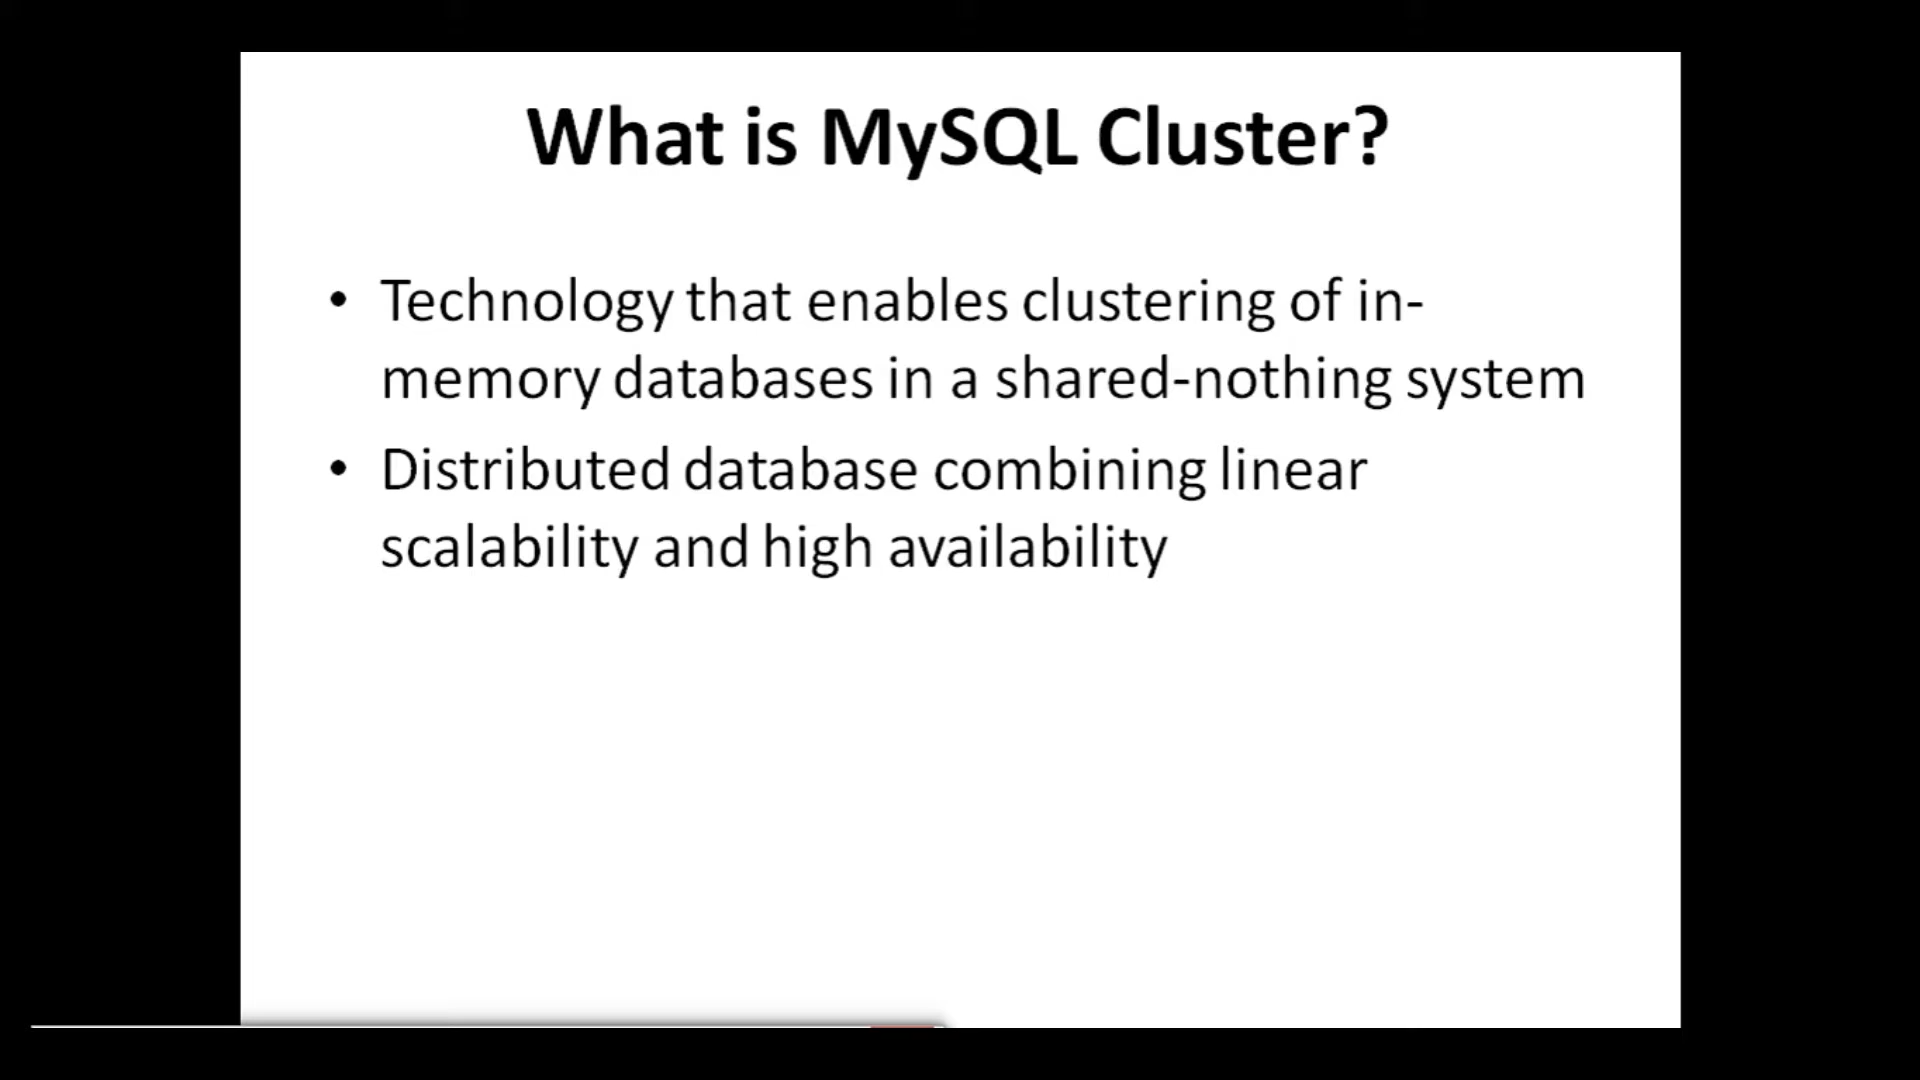 What is MySQL Cluster?
• Technology that enables clustering of in-
memory databases in a shared-nothing system
• Distributed database combining linear
scalability and high availability